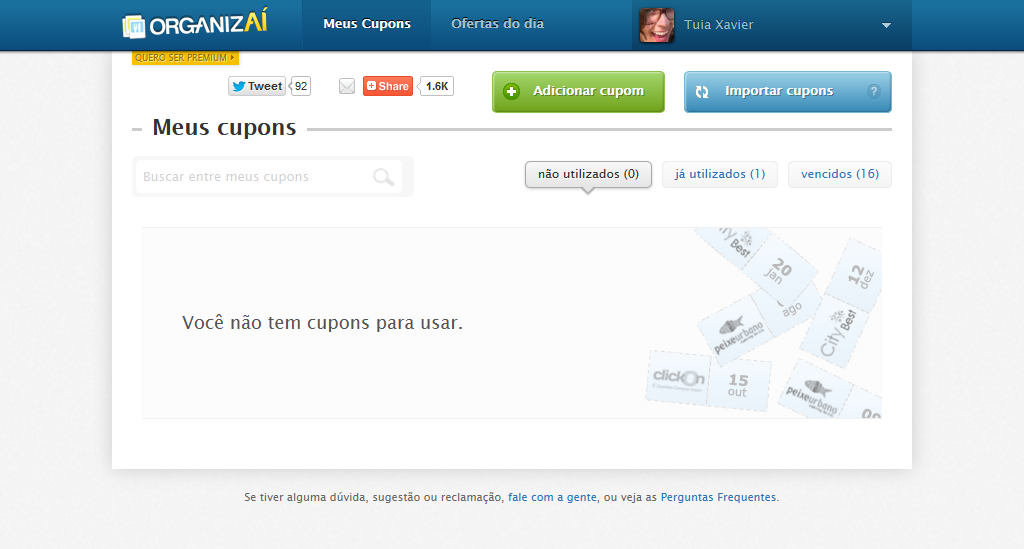 ORGANIZAÍ
Meus Cupons
Ofertas do dia
Tuia Xavier
QUERO SER PREMIUM
Tweet 92
Share 1.6K
Adicionar cupom
Importar cupons ?
Meus cupons
Buscar entre meus cupons
não utilizados (0)
já utilizados (1)
vencidos (16)
City Best
20 jan
12 dez
Você não tem cupons para usar.
peixeurbano
ago
City Best
clickOn
15 out
peixeurbano
Se tiver alguma dúvida, sugestão ou reclamação, fale com a gente, ou veja as Perguntas Frequentes.